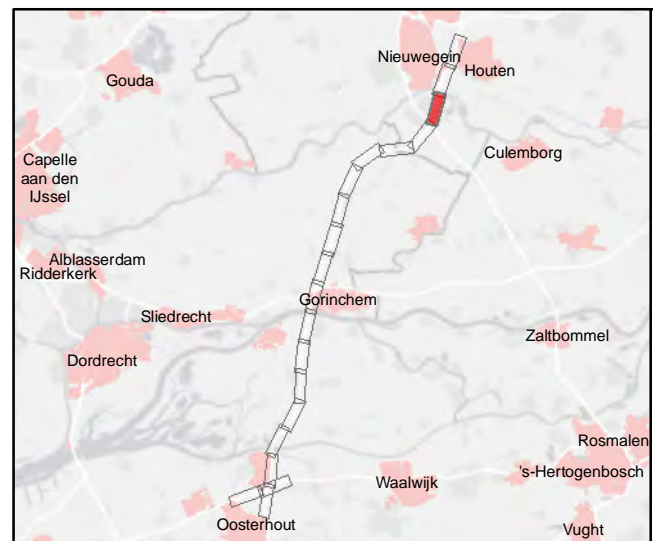 Nieuwegein
Houten
Gouda
Culemborg
Capelle
aan den
IJssel
Alblasserdam
Ridderkerk
Sliedrecht
Gorinchem
Dordrecht
Zaltbommel
Rosmalen
's-Hertogenbosch
Waalwijk
Oosterhout
Vught